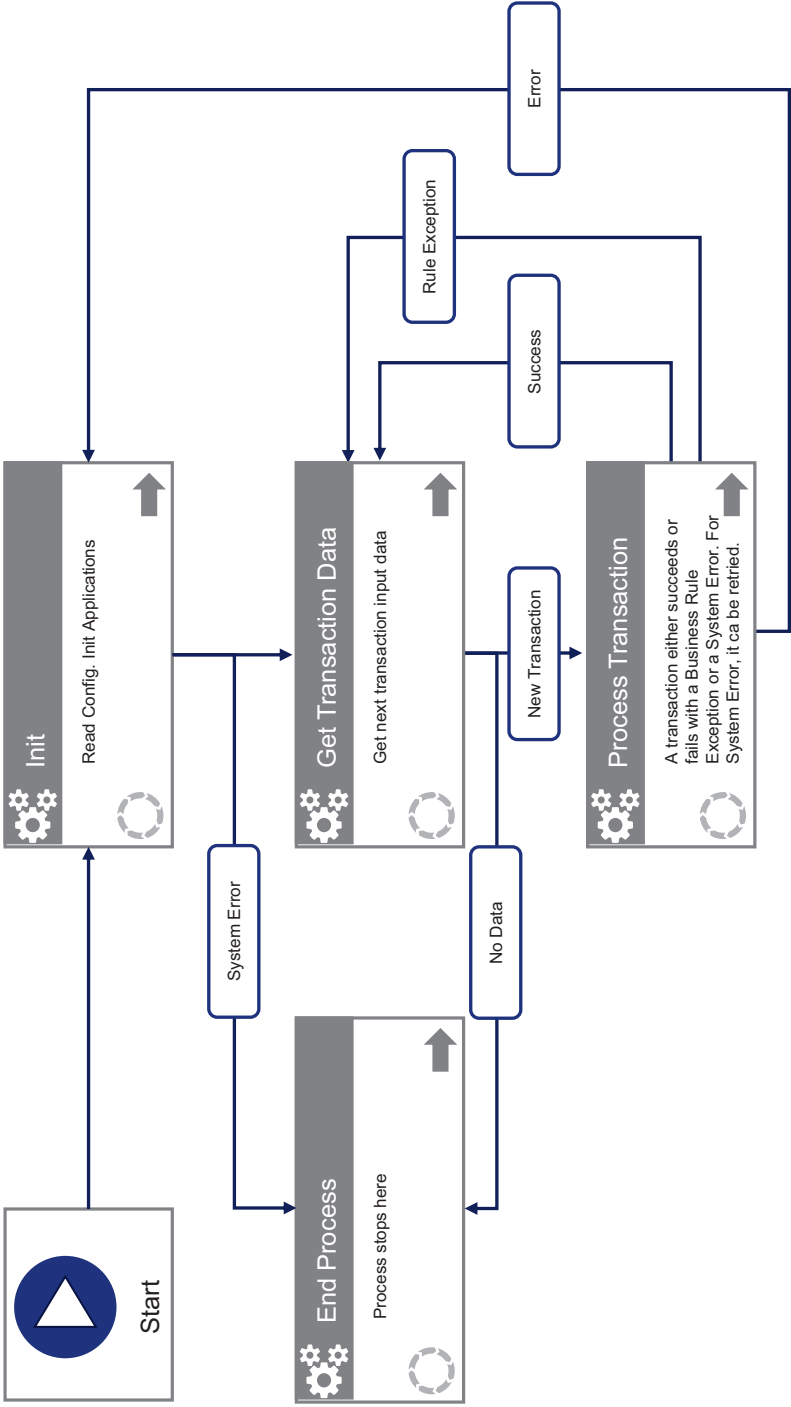 Start
Init
Read Config. Init Applications
System Error
End Process
Process stops here
Get Transaction Data
Get next transaction input data
No Data
New Transaction
Process Transaction
A transaction either succeeds or
fails with a Business Rule
Exception or a System Error. For
System Error, it ca be retried.
Success
Rule Exception
Error